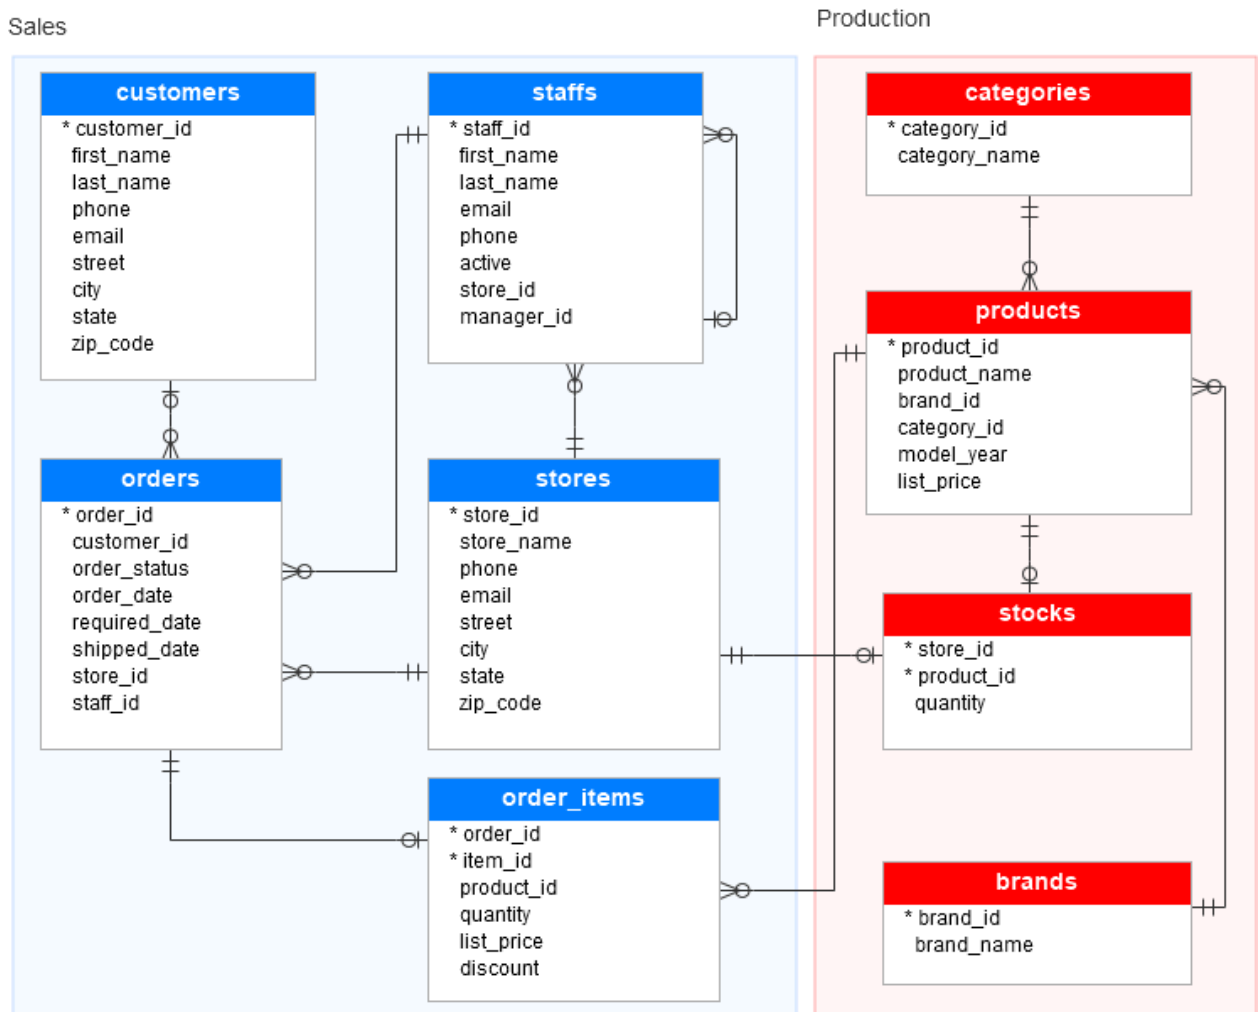 Sales
Production
customers
* customer_id
first_name
last_name
phone
email
street
city
state
zip_code
staffs
* staff_id
first_name
last_name
email
phone
active
store_id
manager_id
categories
* category_id
category_name
products
* product_id
product_name
brand_id
category_id
model_year
list_price
orders
* order_id
customer_id
order_status
order_date
required_date
shipped_date
store_id
staff_id
stores
* store_id
store_name
phone
email
street
city
state
zip_code
stocks
* store_id
* product_id
quantity
order_items
* order_id
* item_id
product_id
quantity
list_price
discount
brands
* brand_id
brand_name